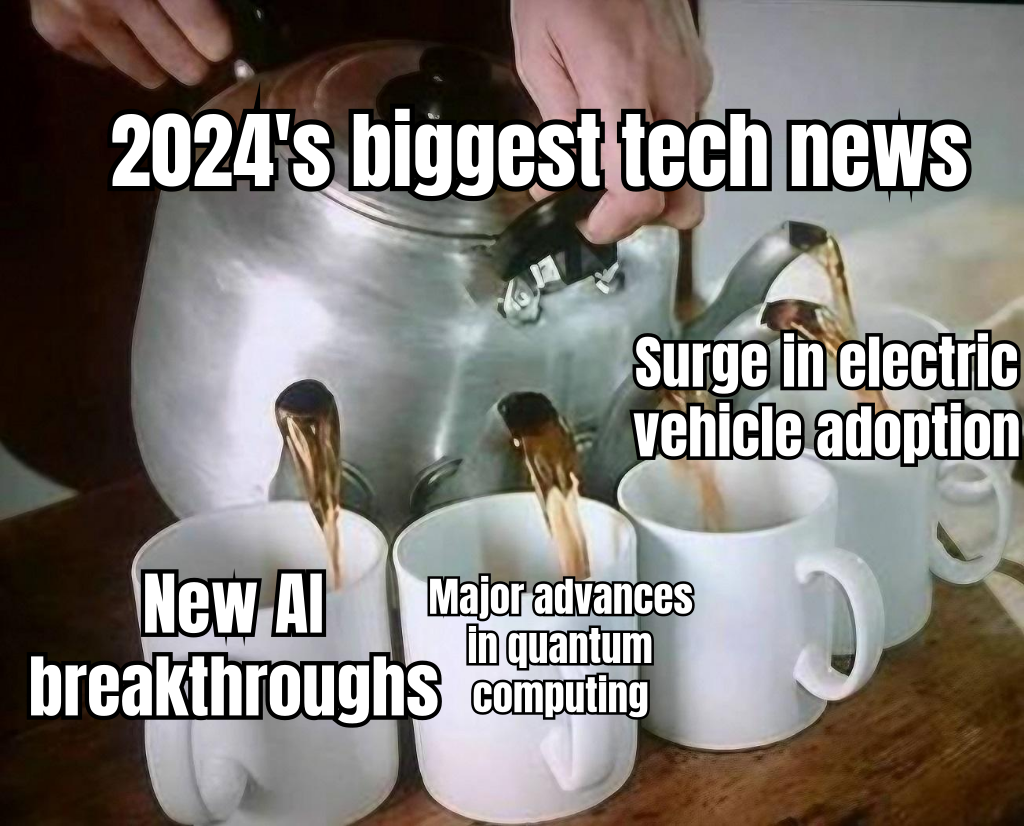 2024's biggest tech news
Surge in electric
vehicle adoption
New AI
breakthroughs
Major advances
in quantum
computing